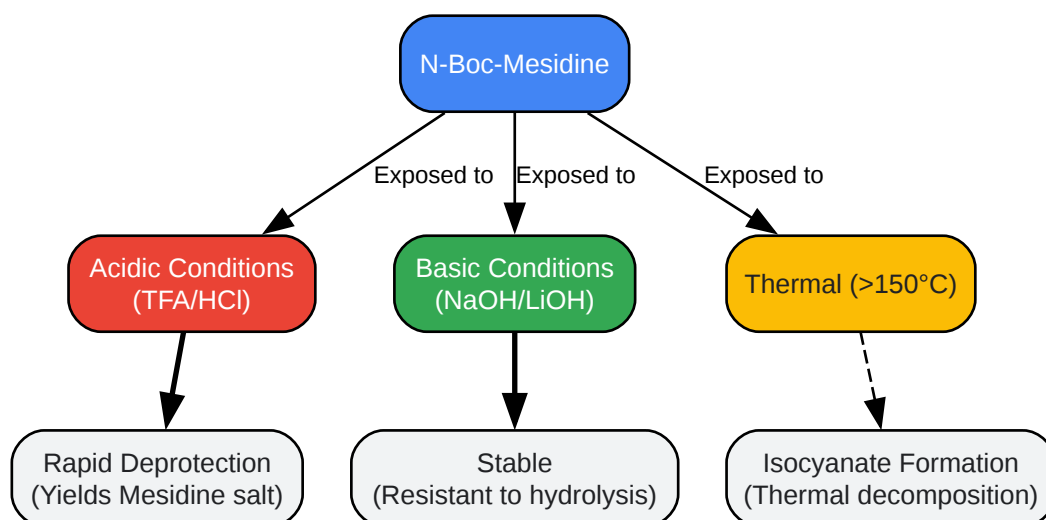 N-Boc-Mesidine
Exposed to
Exposed to
Exposed to
Acidic Conditions
(TFA/HCl)
Basic Conditions
(NaOH/LiOH)
Thermal (>150°C)
Rapid Deprotection
(Yields Mesidine salt)
Stable
(Resistant to hydrolysis)
Isocyanate Formation
(Thermal decomposition)